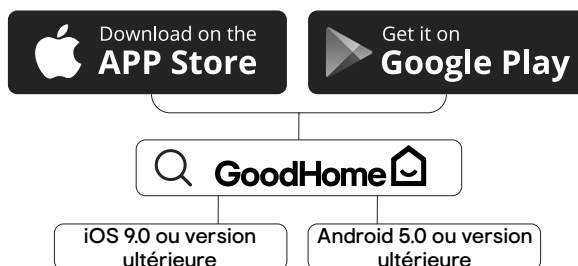 Download on the
APP Store
Get it on
Google Play
GoodHome
iOS 9.0 ou version
ultérieure
Android 5.0 ou version
ultérieure